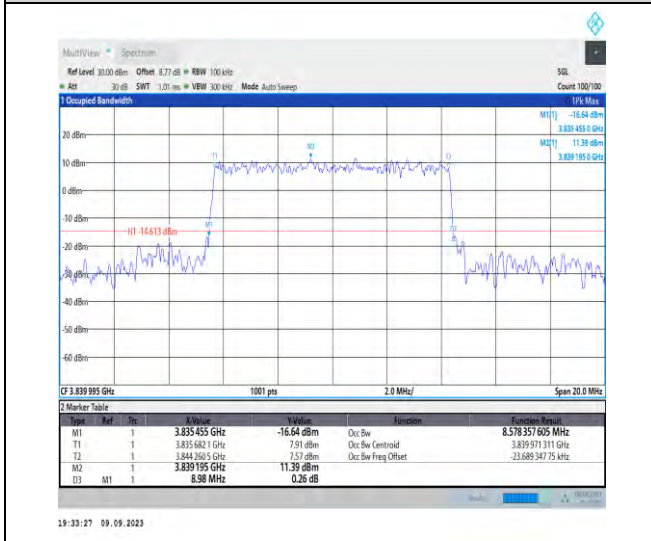 MultiView Spectrum
Ref Level 30.00 dBm Offset 8.77 dB RBW 100 kHz SGL
Att 30 dB SWT 1.01 ms VBW 300 kHz Mode Auto Sweep Count 100/100
1 Occupied Bandwidth 1Pk Max
M1[1] -16.64 dBm
3.835 455 0 GHz
M2[1] 11.39 dBm
3.839 195 0 GHz
20 dBm
M2
T1 T2
10 dBm
0 dBm
-10 dBm
M1
H1 -14.613 dBm
D3
-20 dBm
-30 dBm
-40 dBm
-50 dBm
-60 dBm
CF 3.839 995 GHz 1001 pts 2.0 MHz/ Span 20.0 MHz
2 Marker Table
Type Ref Trc X-Value Y-Value Function Function Result
M1 1 3.835 455 GHz -16.64 dBm Occ Bw 8.578 357 605 MHz
T1 1 3.835 682 1 GHz 7.91 dBm Occ Bw Centroid 3.839 971 311 GHz
T2 1 3.844 260 5 GHz 7.57 dBm Occ Bw Freq Offset -23.689 347 75 kHz
M2 1 3.839 195 GHz 11.39 dBm
D3 M1 1 8.98 MHz 0.26 dB
19:33:27 09.09.2023